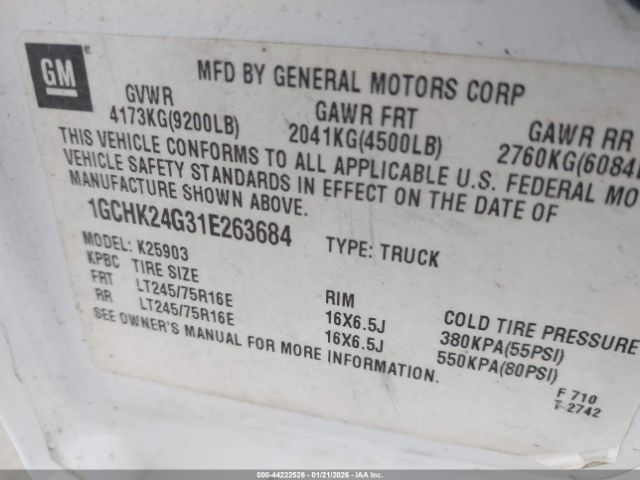 GM ®
MFD BY GENERAL MOTORS CORP
GVWR GAWR FRT GAWR RR
4173KG(9200LB) 2041KG(4500LB) 2760KG(6084
THIS VEHICLE CONFORMS TO ALL APPLICABLE U.S. FEDERAL MO
VEHICLE SAFETY STANDARDS IN EFFECT ON THE DATE OF
MANUFACTURE SHOWN ABOVE.
1GCHK24G31E263684 TYPE: TRUCK
MODEL: K25903
KPBC TIRE SIZE RIM COLD TIRE PRESSURE
FRT LT245/75R16E 16X6.5J 380KPA(55PSI)
RR LT245/75R16E 16X6.5J 550KPA(80PSI)
SEE OWNER'S MANUAL FOR MORE INFORMATION.
F 710
T-2742
000-44222526 | 01/21/2026 | IAA, Inc.